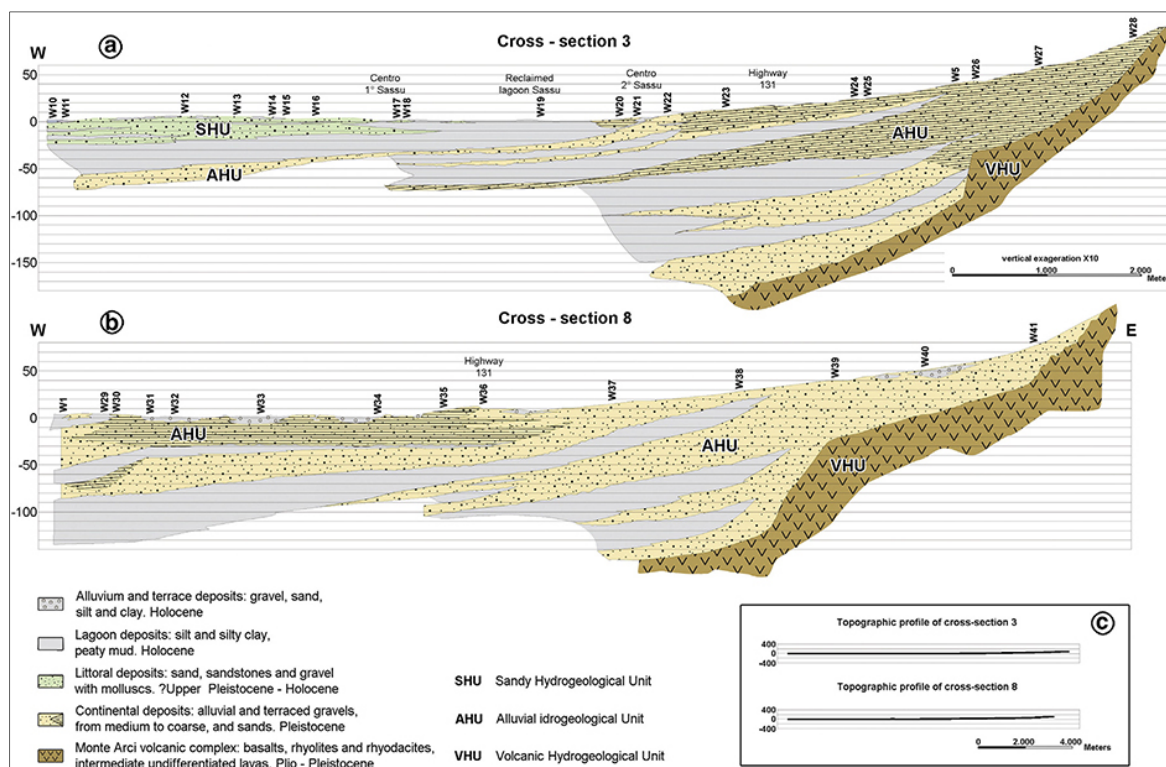 a
Cross - section 3
W
W28
W27
50
Centro
1° Sassu
Reclaimed
lagoon Sassu
Centro
2° Sassu
Highway
131
W10
W11
W12
W13
W14
W15
W16
W17
W18
W19
W20
W21
W22
W23
W24
W25
W5
W26
0
SHU
AHU
-50
AHU
VHU
-100
-150
vertical exageration X10
0 1.000 2.000
Mete
b
Cross - section 8
W
E
50
Highway
131
W1
W29
W30
W31
W32
W33
W34
W35
W36
W37
W38
W39
W40
W41
0
AHU
AHU
-50
VHU
-100
Alluvium and terrace deposits: gravel, sand,
silt and clay. Holocene
Lagoon deposits: silt and silty clay,
peaty mud. Holocene
Littoral deposits: sand, sandstones and gravel
with molluscs. ?Upper Pleistocene - Holocene
Continental deposits: alluvial and terraced gravels,
from medium to coarse, and sands. Pleistocene
Monte Arci volcanic complex: basalts, rhyolites and rhyodacites,
intermediate undifferentiated lavas. Plio - Pleistocene
SHU Sandy Hydrogeological Unit
AHU Alluvial idrogeological Unit
VHU Volcanic Hydrogeological Unit
c
Topographic profile of cross-section 3
400
0
-400
Topographic profile of cross-section 8
400
0
-400
0 2.000 4.000
Meters